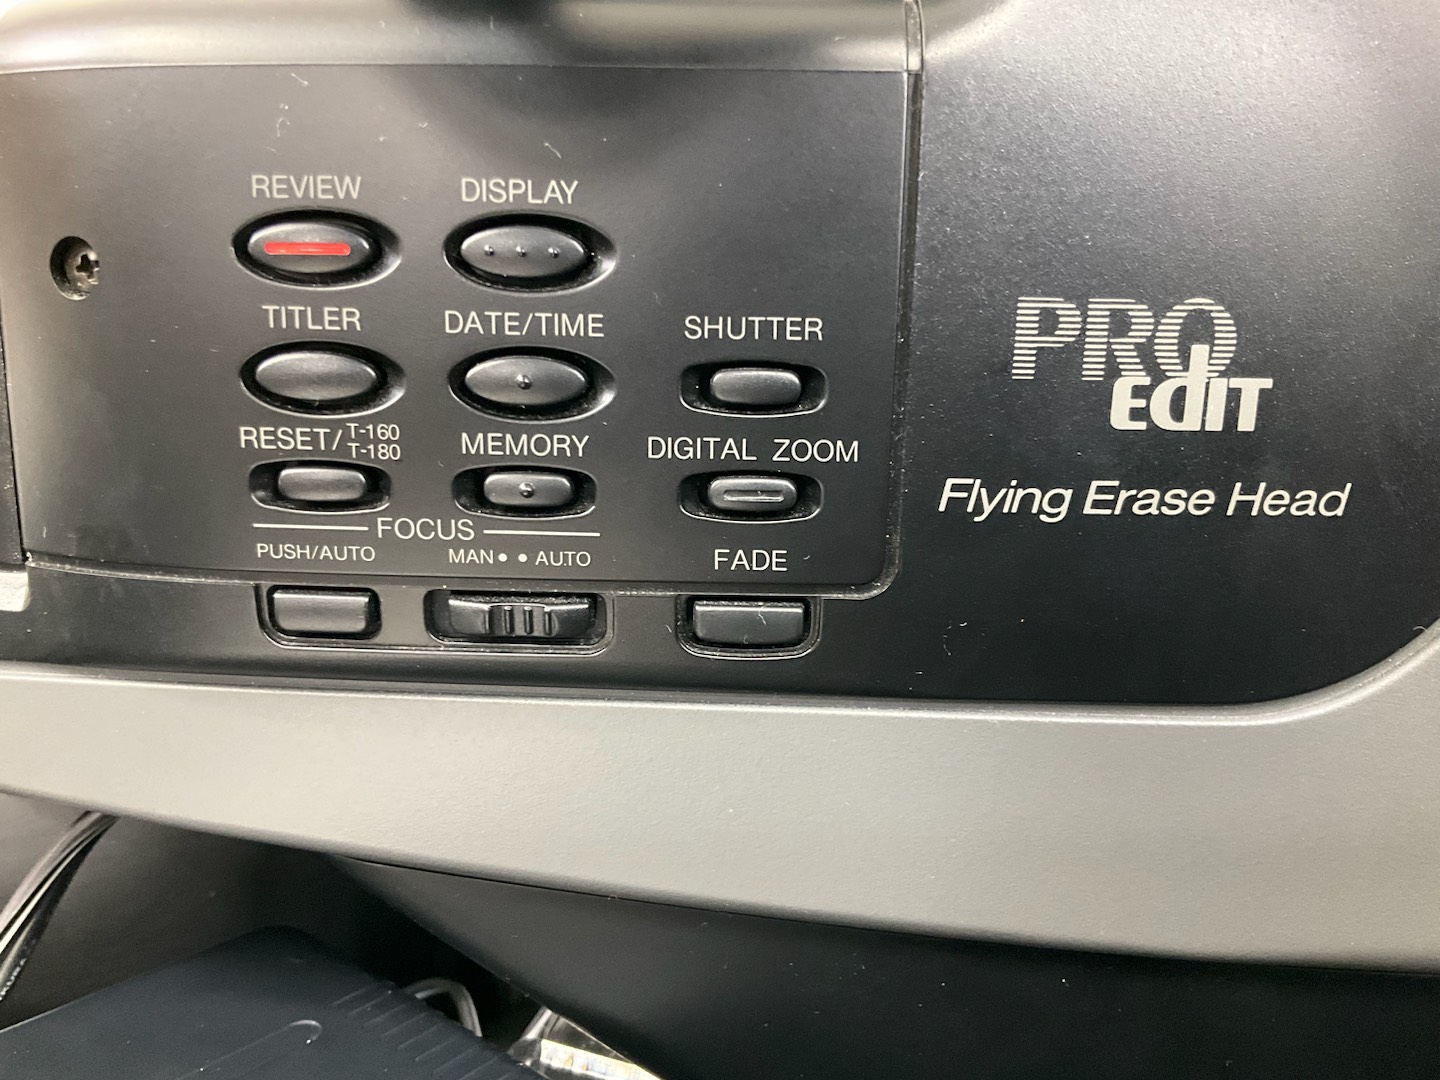 REVIEW DISPLAY
TITLER DATE/TIME SHUTTER
RESET/T-160 T-180 MEMORY DIGITAL ZOOM
FOCUS
PUSH/AUTO MAN AUTO FADE
PRO
EDIT
Flying Erase Head